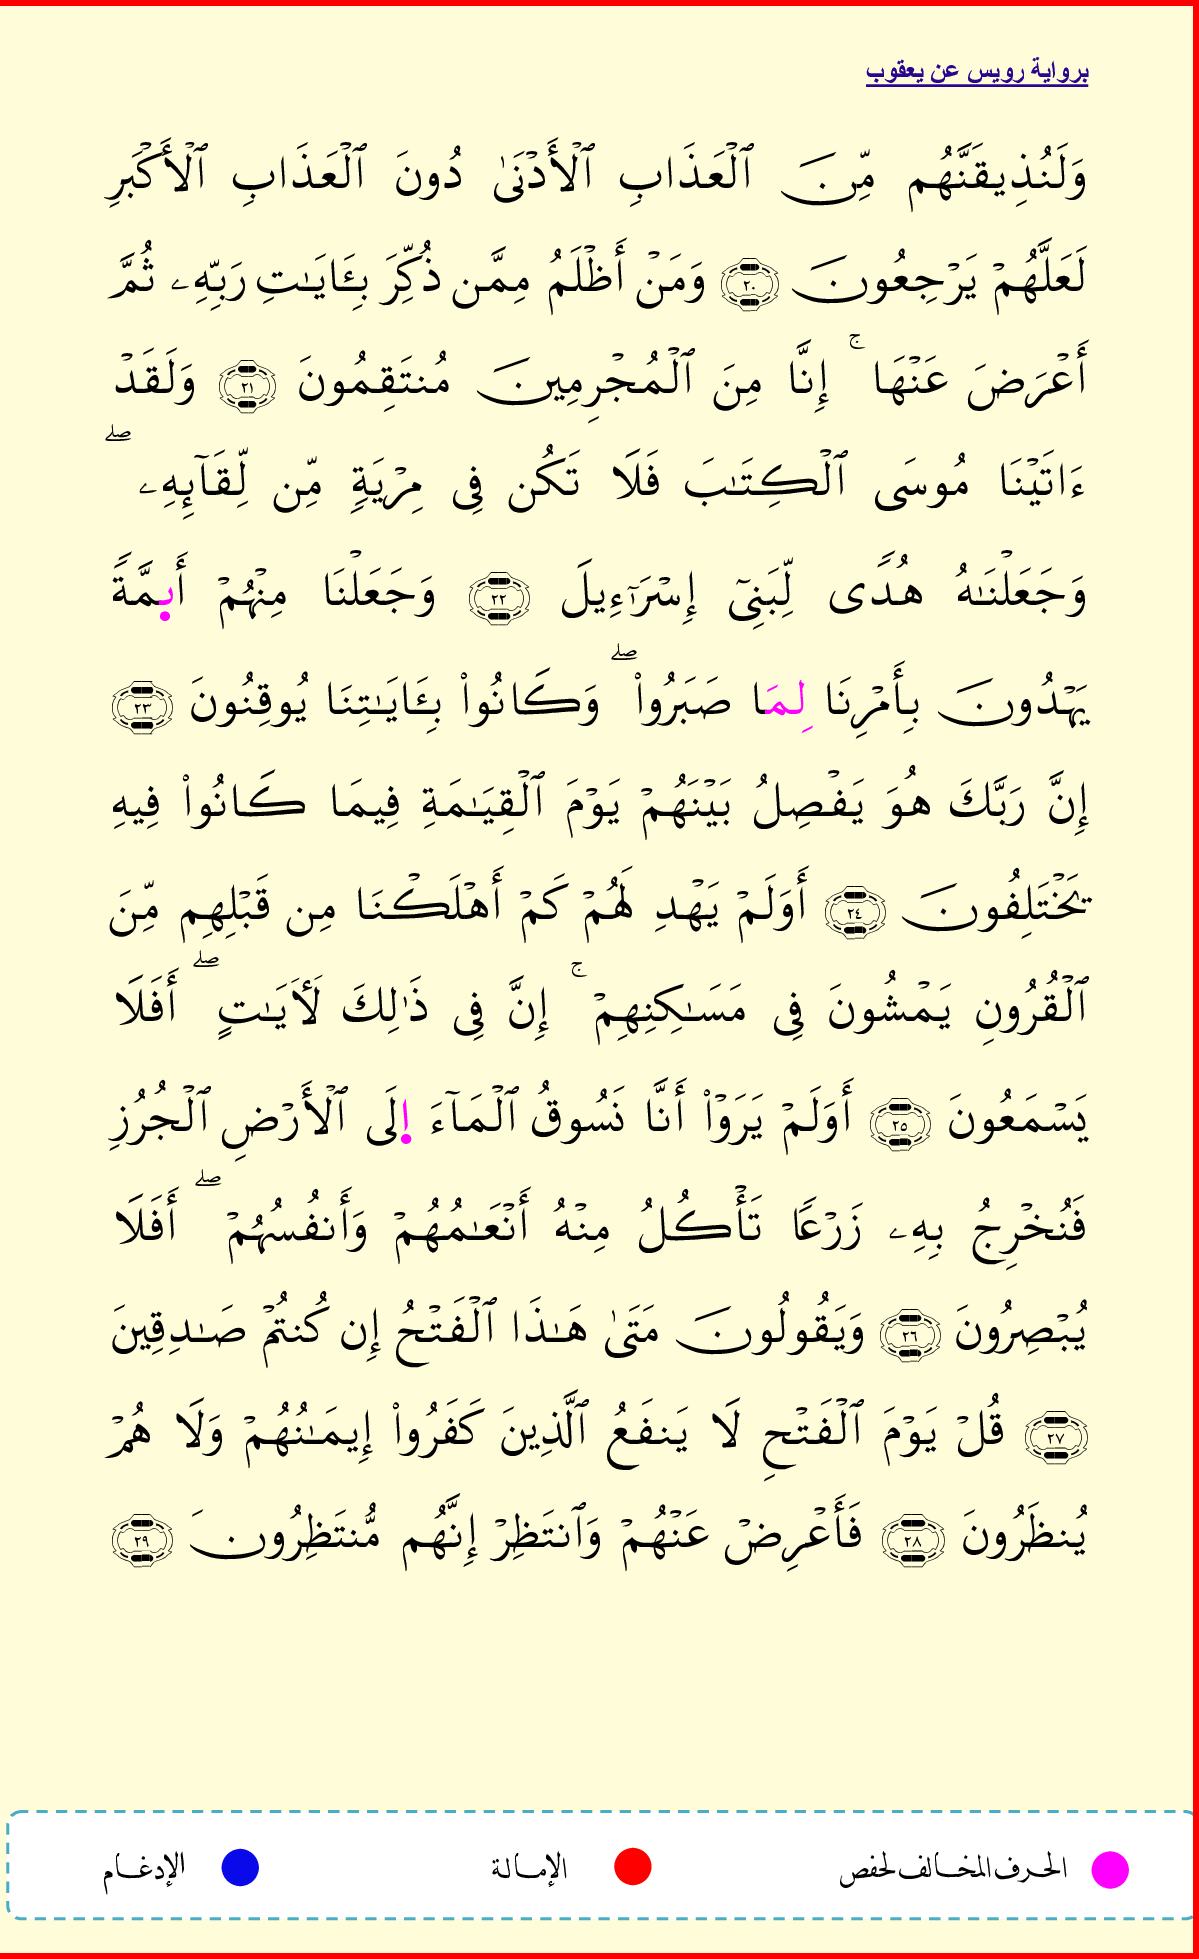 برواية رويس عن يعقوب
وَلَنُذِيقَنَّهُم مِّنَ ٱلْعَذَابِ ٱلْأَدْنَىٰ دُونَ ٱلْعَذَابِ ٱلْأَكْبَرِ
لَعَلَّهُمْ يَرْجِعُونَ ٢٠ وَمَنْ أَظْلَمُ مِمَّن ذُكِّرَ بِـَٔايَـٰتِ رَبِّهِۦ ثُمَّ
أَعْرَضَ عَنْهَا ۚ إِنَّا مِنَ ٱلْمُجْرِمِينَ مُنتَقِمُونَ ٢١ وَلَقَدْ
ءَاتَيْنَا مُوسَى ٱلْكِتَـٰبَ فَلَا تَكُن فِى مِرْيَةٍ مِّن لِّقَآئِهِۦ ۖ
وَجَعَلْنَـٰهُ هُدًى لِّبَنِىٓ إِسْرَٰٓءِيلَ ٢٢ وَجَعَلْنَا مِنْهُمْ أَىِٕمَّةً
يَهْدُونَ بِأَمْرِنَا لِمَا صَبَرُوا۟ ۖ وَكَانُوا۟ بِـَٔايَـٰتِنَا يُوقِنُونَ ٢٣
إِنَّ رَبَّكَ هُوَ يَفْصِلُ بَيْنَهُمْ يَوْمَ ٱلْقِيَـٰمَةِ فِيمَا كَانُوا۟ فِيهِ
يَخْتَلِفُونَ ٢٤ أَوَلَمْ يَهْدِ لَهُمْ كَمْ أَهْلَكْنَا مِن قَبْلِهِم مِّنَ
ٱلْقُرُونِ يَمْشُونَ فِى مَسَـٰكِنِهِمْ ۚ إِنَّ فِى ذَٰلِكَ لَـَٔايَـٰتٍ ۖ أَفَلَا
يَسْمَعُونَ ٢٥ أَوَلَمْ يَرَوْا۟ أَنَّا نَسُوقُ ٱلْمَآءَ اِلَى ٱلْأَرْضِ ٱلْجُرُزِ
فَنُخْرِجُ بِهِۦ زَرْعًا تَأْكُلُ مِنْهُ أَنْعَـٰمُهُمْ وَأَنفُسُهُمْ ۖ أَفَلَا
يُبْصِرُونَ ٢٦ وَيَقُولُونَ مَتَىٰ هَـٰذَا ٱلْفَتْحُ إِن كُنتُمْ صَـٰدِقِينَ
٢٧ قُلْ يَوْمَ ٱلْفَتْحِ لَا يَنفَعُ ٱلَّذِينَ كَفَرُوا۟ إِيمَـٰنُهُمْ وَلَا هُمْ
يُنظَرُونَ ٢٨ فَأَعْرِضْ عَنْهُمْ وَٱنتَظِرْ إِنَّهُم مُّنتَظِرُونَ ٢٩
الحرف المخالف لحفص
الإمالة
الإدغام